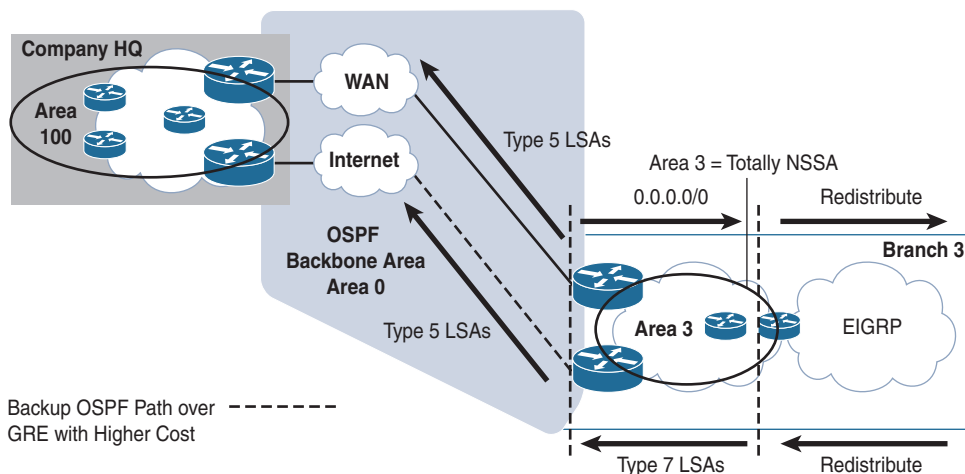 Company HQ
Area
100
WAN
Internet
Type 5 LSAs
OSPF
Backbone Area
Area 0
Type 5 LSAs
Area 3 = Totally NSSA
0.0.0.0/0
Redistribute
Branch 3
Area 3
EIGRP
Type 7 LSAs
Redistribute
Backup OSPF Path over
GRE with Higher Cost